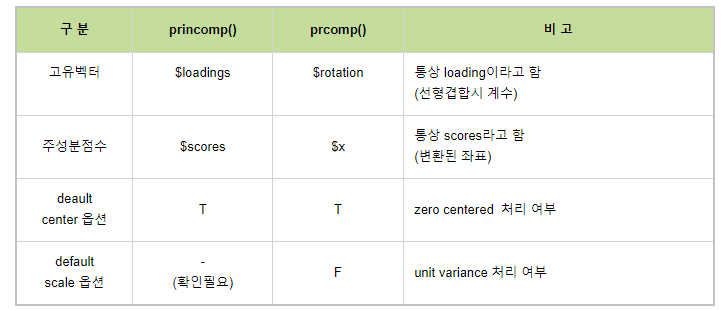 구 분 princomp() prcomp() 비 고
고유벡터 $loadings $rotation 통상 loading이라고 함
(선형겹합시 계수)
주성분점수 $scores $x 통상 scores라고 함
(변환된 좌표)
deault
center 옵션 T T zero centered 처리 여부
default
scale 옵션 -
(확인필요) F unit variance 처리 여부